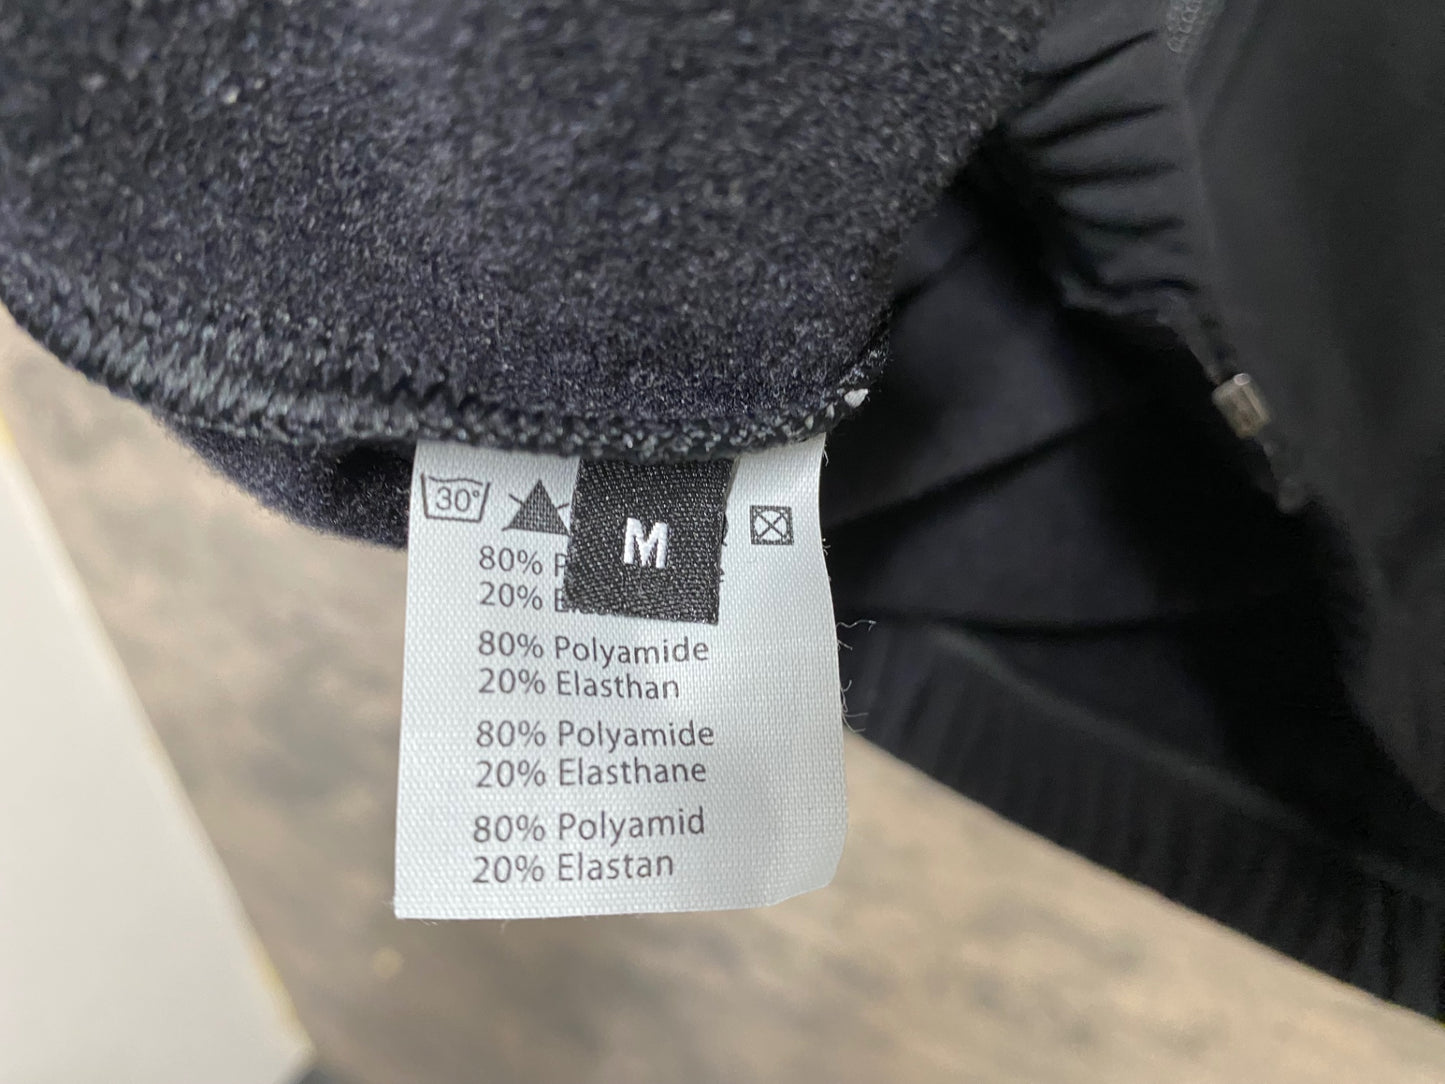 30°
M
80%
20%
80% Polyamide
20% Elasthan
80% Polyamide
20% Elasthane
80% Polyamid
20% Elastan